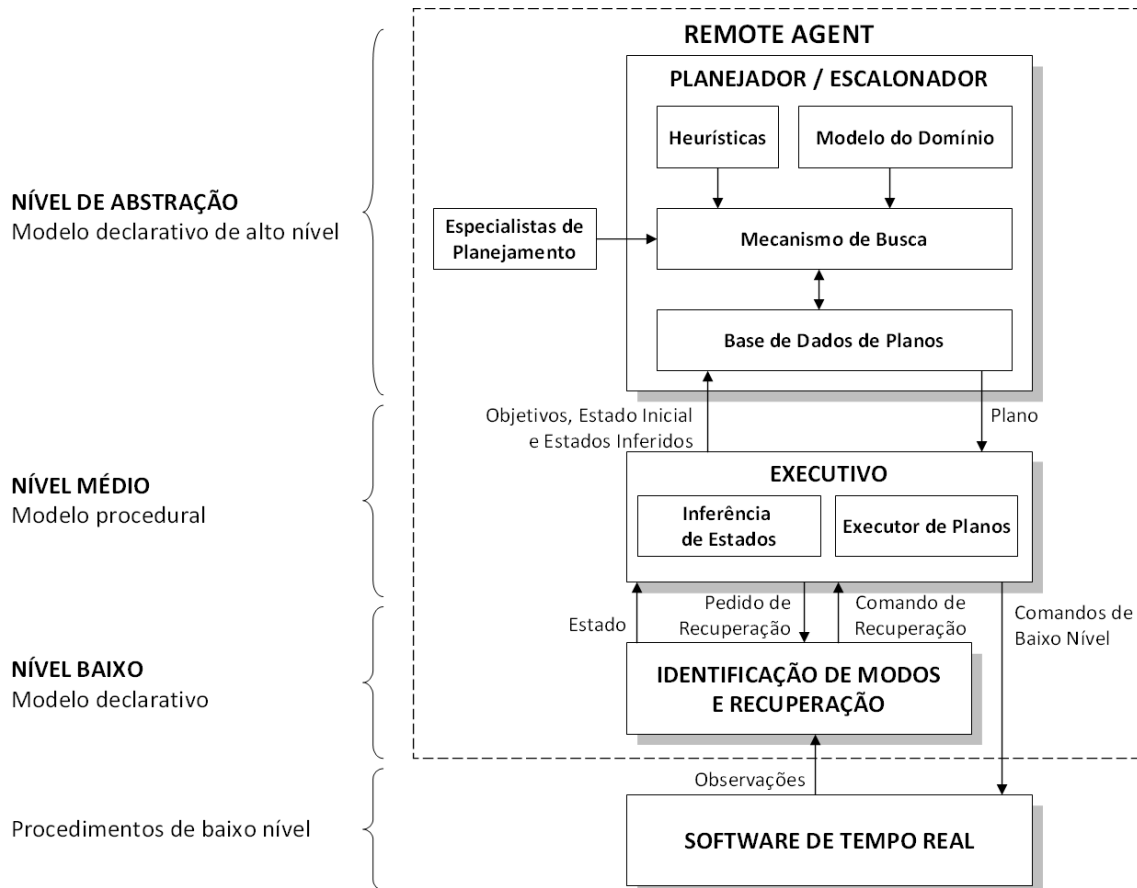 REMOTE AGENT
PLANEJADOR / ESCALONADOR
Heurísticas
Modelo do Domínio
NÍVEL DE ABSTRAÇÃO
Modelo declarativo de alto nível
Especialistas de
Planejamento
Mecanismo de Busca
Base de Dados de Planos
Objetivos, Estado Inicial
e Estados Inferidos
Plano
NÍVEL MÉDIO
Modelo procedural
EXECUTIVO
Inferência
de Estados
Executor de Planos
Estado
Pedido de
Recuperação
Comando de
Recuperação
Comandos de
Baixo Nível
NÍVEL BAIXO
Modelo declarativo
IDENTIFICAÇÃO DE MODOS
E RECUPERAÇÃO
Observações
Procedimentos de baixo nível
SOFTWARE DE TEMPO REAL